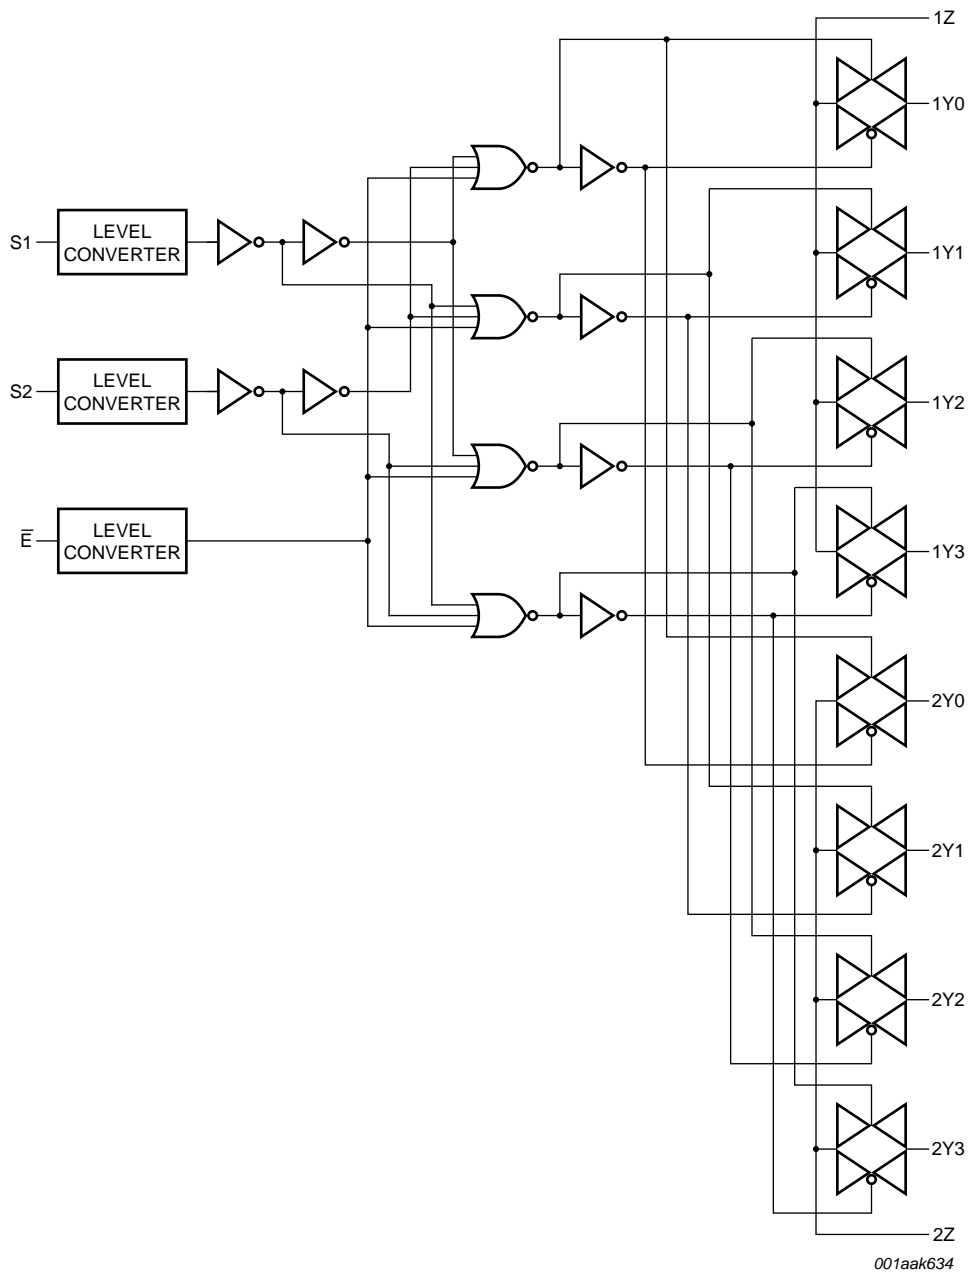 1Z
1Y0
S1
LEVEL
CONVERTER
1Y1
S2
LEVEL
CONVERTER
1Y2
E̅
LEVEL
CONVERTER
1Y3
2Y0
2Y1
2Y2
2Y3
2Z
001aak634